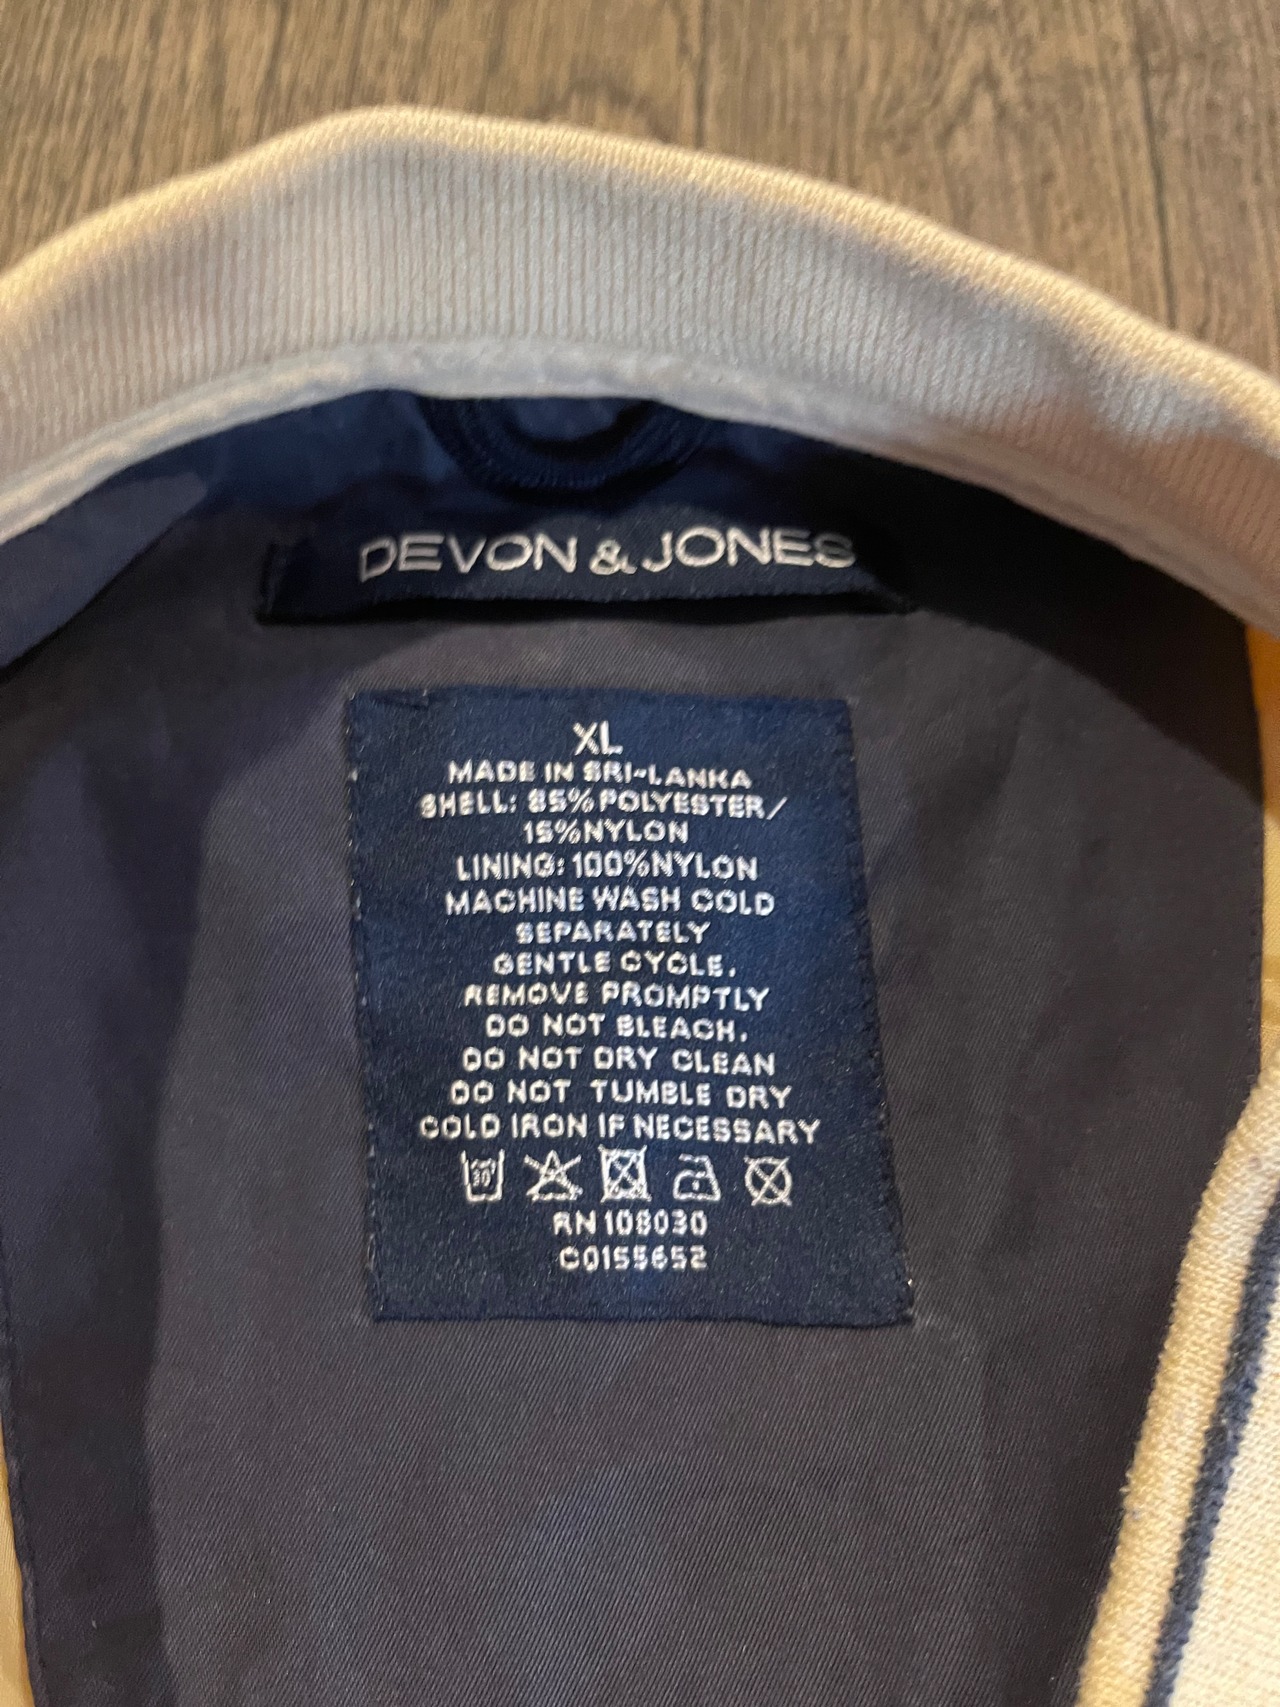 DEVON & JONES
XL
MADE IN SRI-LANKA
SHELL: 85% POLYESTER/
15%NYLON
LINING: 100%NYLON
MACHINE WASH COLD
SEPARATELY
GENTLE CYCLE.
REMOVE PROMPTLY
DO NOT BLEACH.
DO NOT DRY CLEAN
DO NOT TUMBLE DRY
COLD IRON IF NECESSARY
30
RN 108030
C0155652